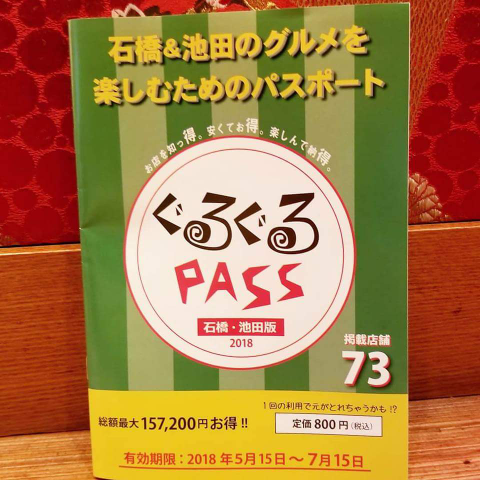 石橋&池田のグルメを
楽しむためのパスポート
お店を知っ得。安くてお得。楽しんで納得。
ぐるぐる
PASS
石橋・池田版
2018
掲載店舗
73
1回の利用で元がとれちゃうかも!?
総額最大157,200円お得!!
定価800円(税込)
有効期限:2018年5月15日〜7月15日